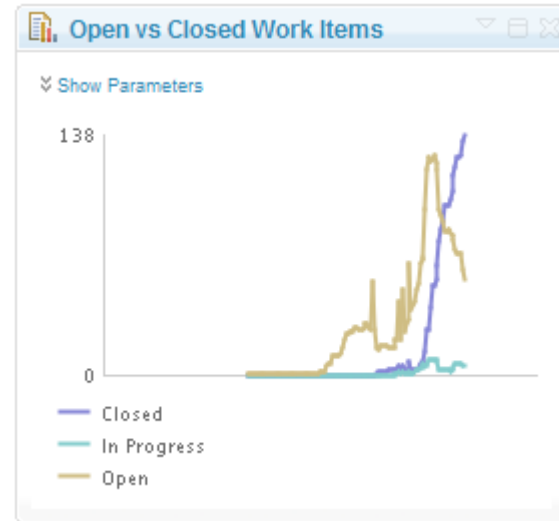 Open vs Closed Work Items
Show Parameters
138
0
Closed
In Progress
Open